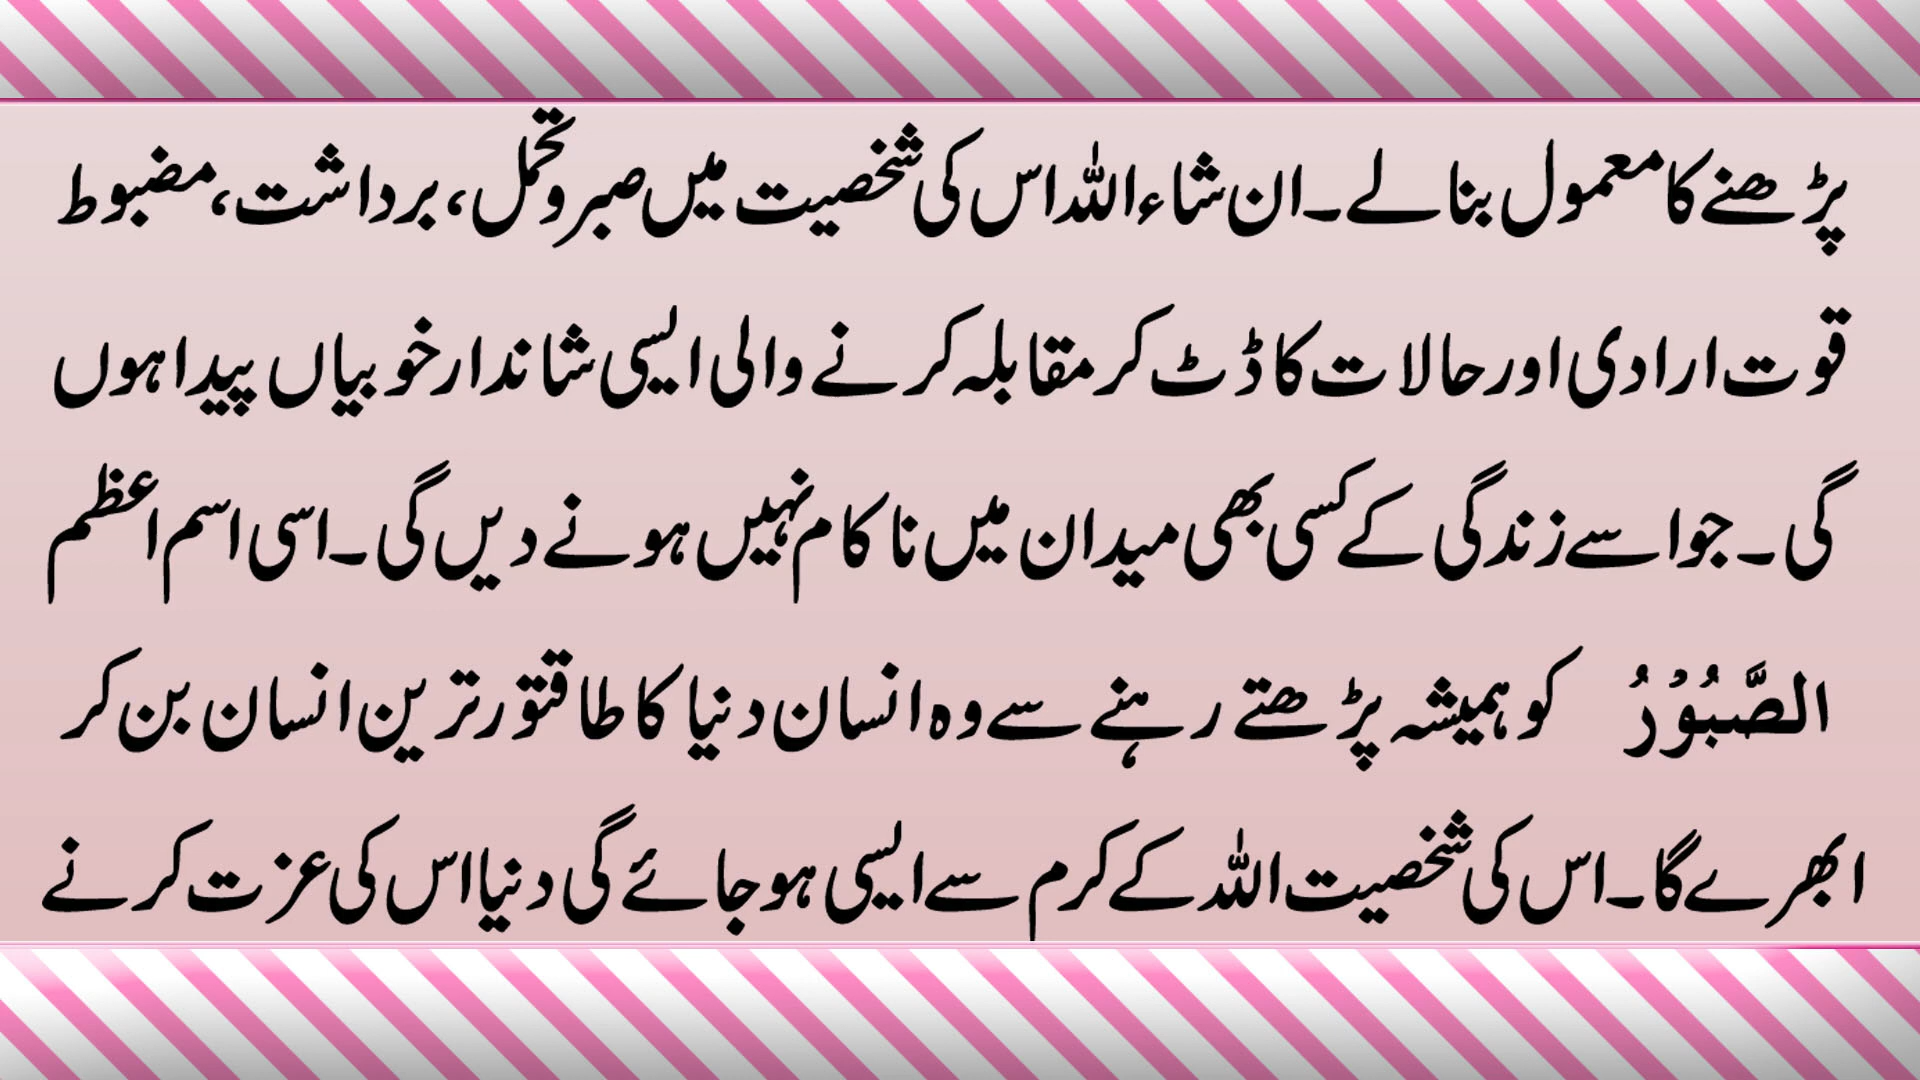 پڑھنے کا معمول بنا لے۔ ان شاء اللہ اس کی شخصیت میں صبر و تحمل، برداشت، مضبوط
قوت ارادی اور حالات کا ڈٹ کر مقابلہ کرنے والی ایسی شاندار خوبیاں پیدا ہوں
گی۔ جو اسے زندگی کے کسی بھی میدان میں ناکام نہیں ہونے دیں گی۔ اسی اسم اعظم
الصَّبُوْرُ کو ہمیشہ پڑھتے رہنے سے وہ انسان دنیا کا طاقتور ترین انسان بن کر
ابھرے گا۔ اس کی شخصیت اللہ کے کرم سے ایسی ہو جائے گی دنیا اس کی عزت کرنے